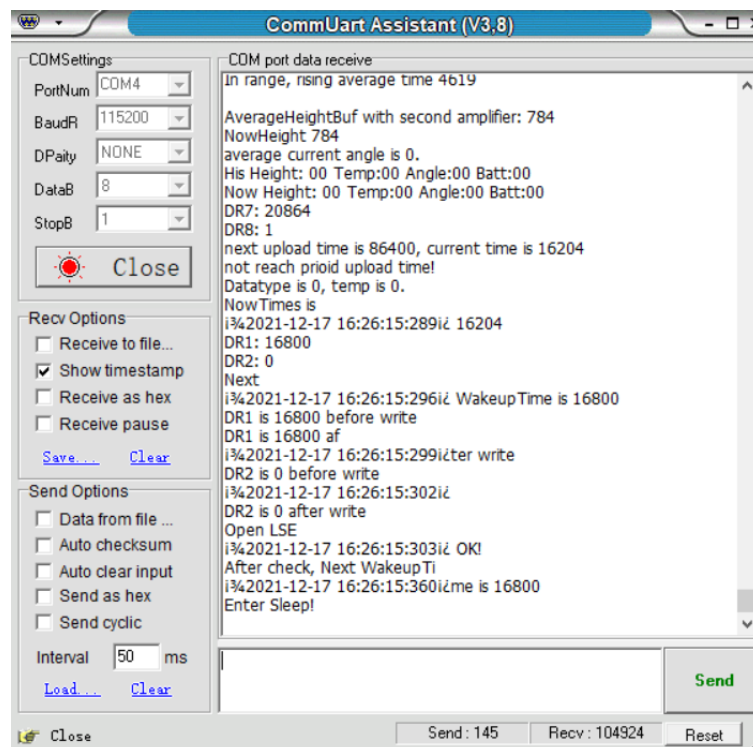 CommUart Assistant (V3,8)
COMSettings
PortNum COM4
BaudR 115200
DPaity NONE
DataB 8
StopB 1
Close
Recv Options
Receive to file...
Show timestamp
Receive as hex
Receive pause
Save... Clear
Send Options
Data from file ...
Auto checksum
Auto clear input
Send as hex
Send cyclic
Interval 50 ms
Load... Clear
COM port data receive
In range, rising average time 4619
AverageHeightBuf with second amplifier: 784
NowHeight 784
average current angle is 0.
His Height: 00 Temp:00 Angle:00 Batt:00
Now Height: 00 Temp:00 Angle:00 Batt:00
DR7: 20864
DR8: 1
next upload time is 86400, current time is 16204
not reach prioid upload time!
Datatype is 0, temp is 0.
NowTimes is
i¾2021-12-17 16:26:15:289i¿ 16204
DR1: 16800
DR2: 0
Next
i¾2021-12-17 16:26:15:296i¿ WakeupTime is 16800
DR1 is 16800 before write
DR1 is 16800 af
i¾2021-12-17 16:26:15:299i¿ter write
DR2 is 0 before write
i¾2021-12-17 16:26:15:302i¿
DR2 is 0 after write
Open LSE
i¾2021-12-17 16:26:15:303i¿ OK!
After check, Next WakeupTi
i¾2021-12-17 16:26:15:360i¿me is 16800
Enter Sleep!
Send
Close
Send : 145
Recv : 104924
Reset